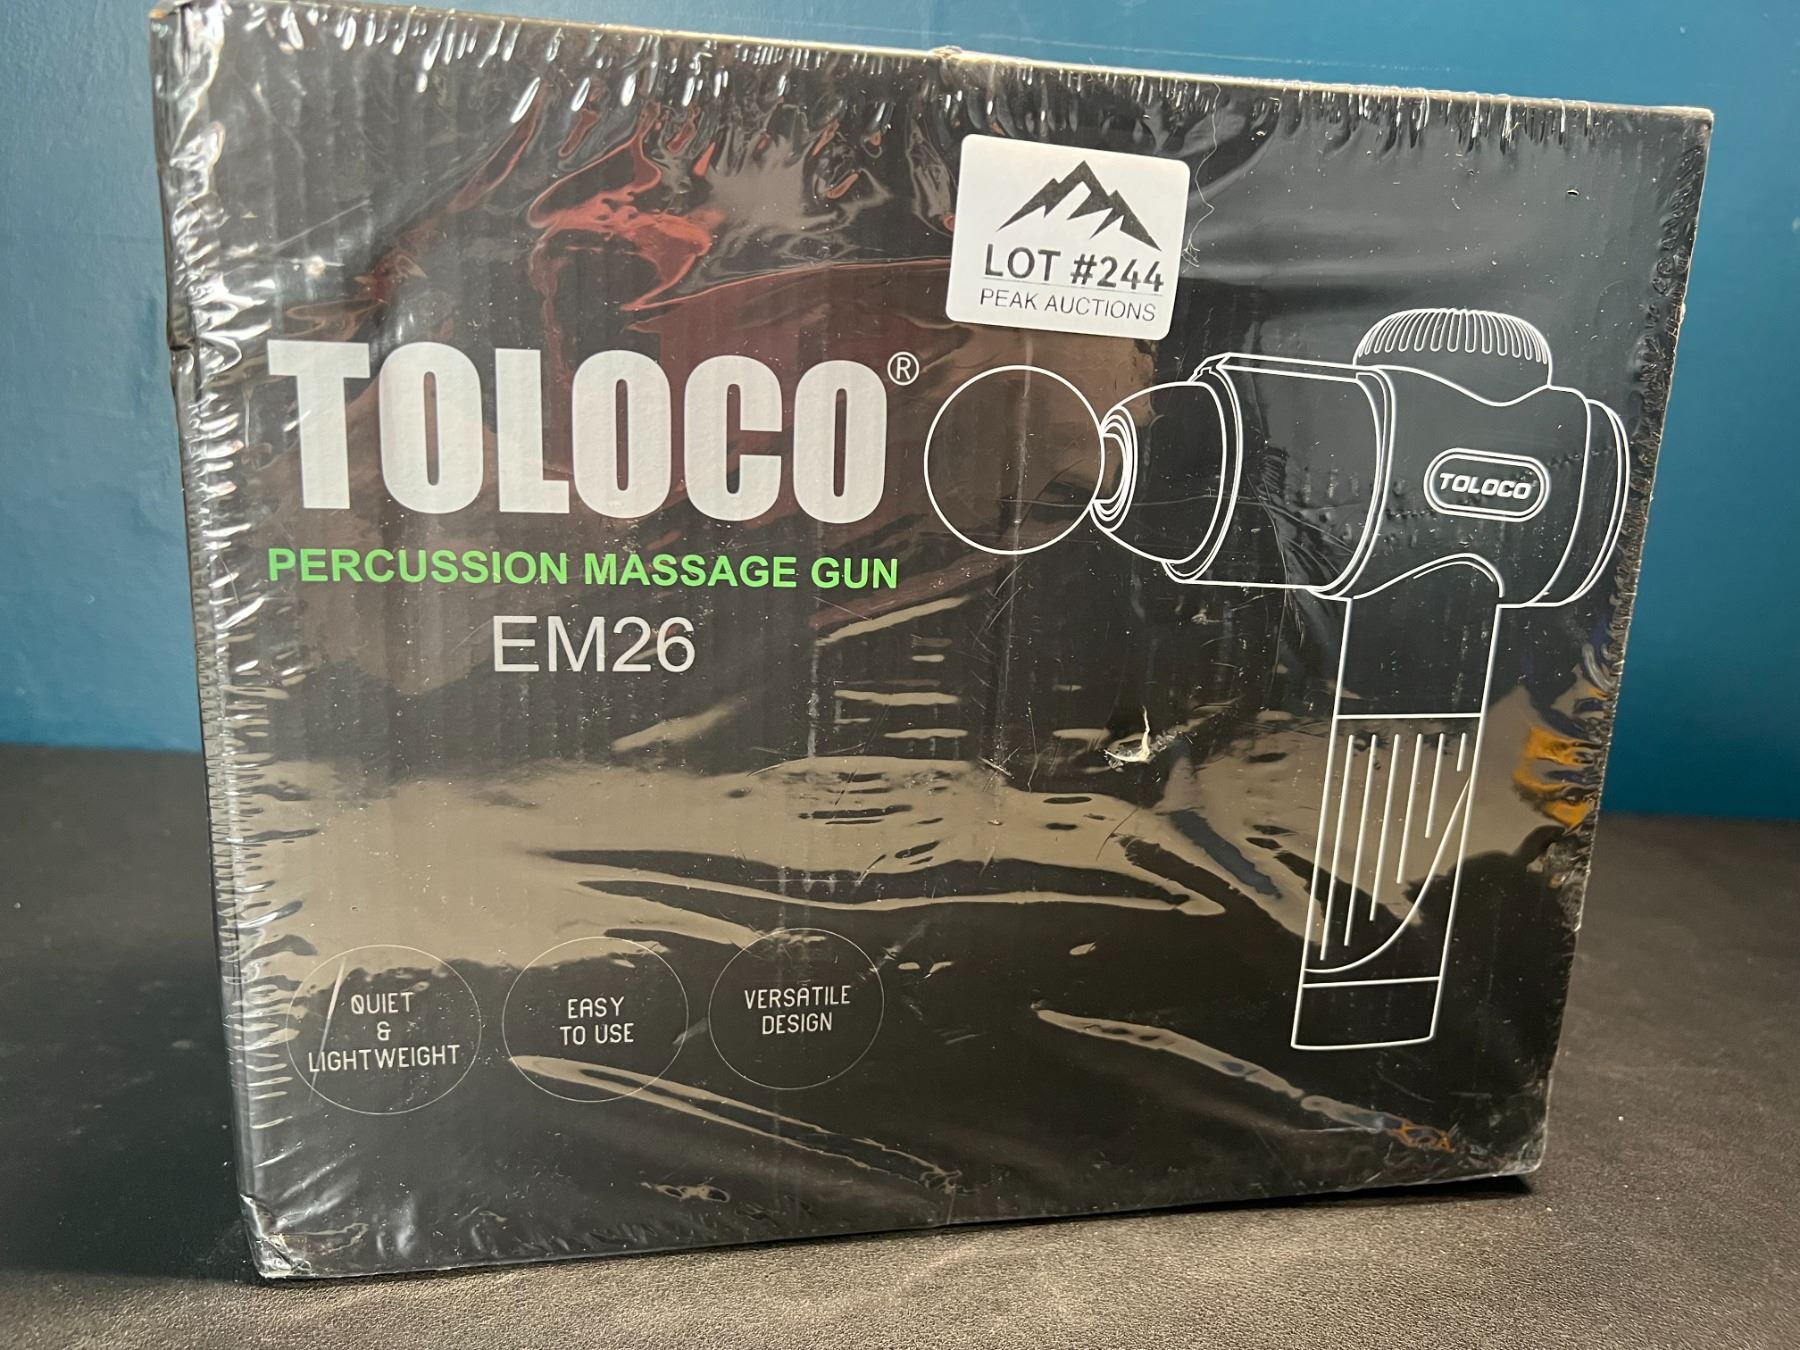 LOT #244
PEAK AUCTIONS
TOLOCO®
TOLOCO
PERCUSSION MASSAGE GUN
EM26
QUIET
&
LIGHTWEIGHT
EASY
TO USE
VERSATILE
DESIGN